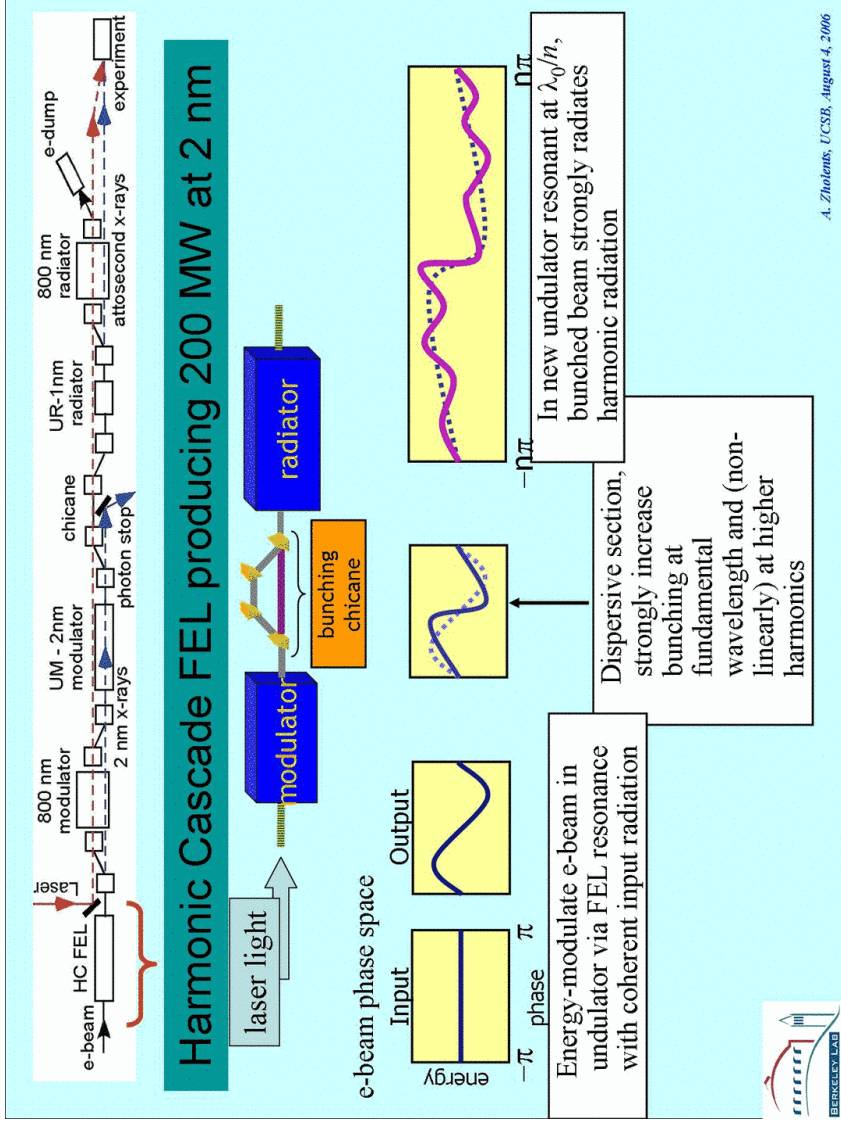 Laser
e-beam
HC FEL
800 nm
modulator
2 nm x-rays
UM - 2nm
modulator
photon stop
chicane
UR-1nm
radiator
800 nm
radiator
attosecond x-rays
e-dump
experiment
Harmonic Cascade FEL producing 200 MW at 2 nm
laser light
modulator
bunching
chicane
radiator
e-beam phase space
Input
Output
energy
−π
phase
π
−nπ
nπ
Energy-modulate e-beam in
undulator via FEL resonance
with coherent input radiation
Dispersive section,
strongly increase
bunching at
fundamental
wavelength and (non-
linearly) at higher
harmonics
In new undulator resonant at λ₀/n,
bunched beam strongly radiates
harmonic radiation
BERKELEY LAB
A. Zholents, UCSB, August 4, 2006